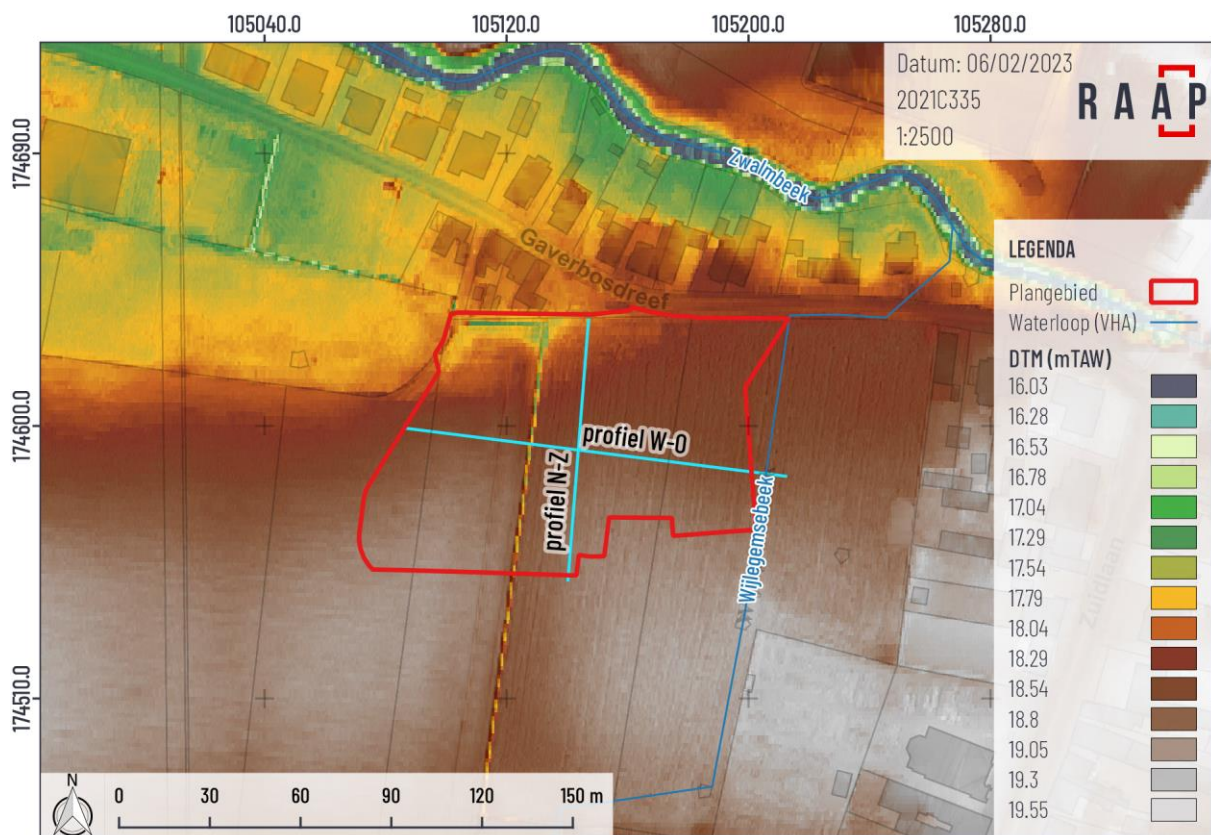 105040.0 105120.0 105200.0 105280.0
174690.0
174600.0
174510.0
Datum: 06/02/2023
2021C335
1:2500
RAAP
Zwalmbeek
Gaverbosdreef
profiel W-O
profiel N-Z
Wijlegemsebeek
Zuidlaan
LEGENDA
Plangebied
Waterloop (VHA)
DTM (mTAW)
16.03
16.28
16.53
16.78
17.04
17.29
17.54
17.79
18.04
18.29
18.54
18.8
19.05
19.3
19.55
N
0 30 60 90 120 150 m